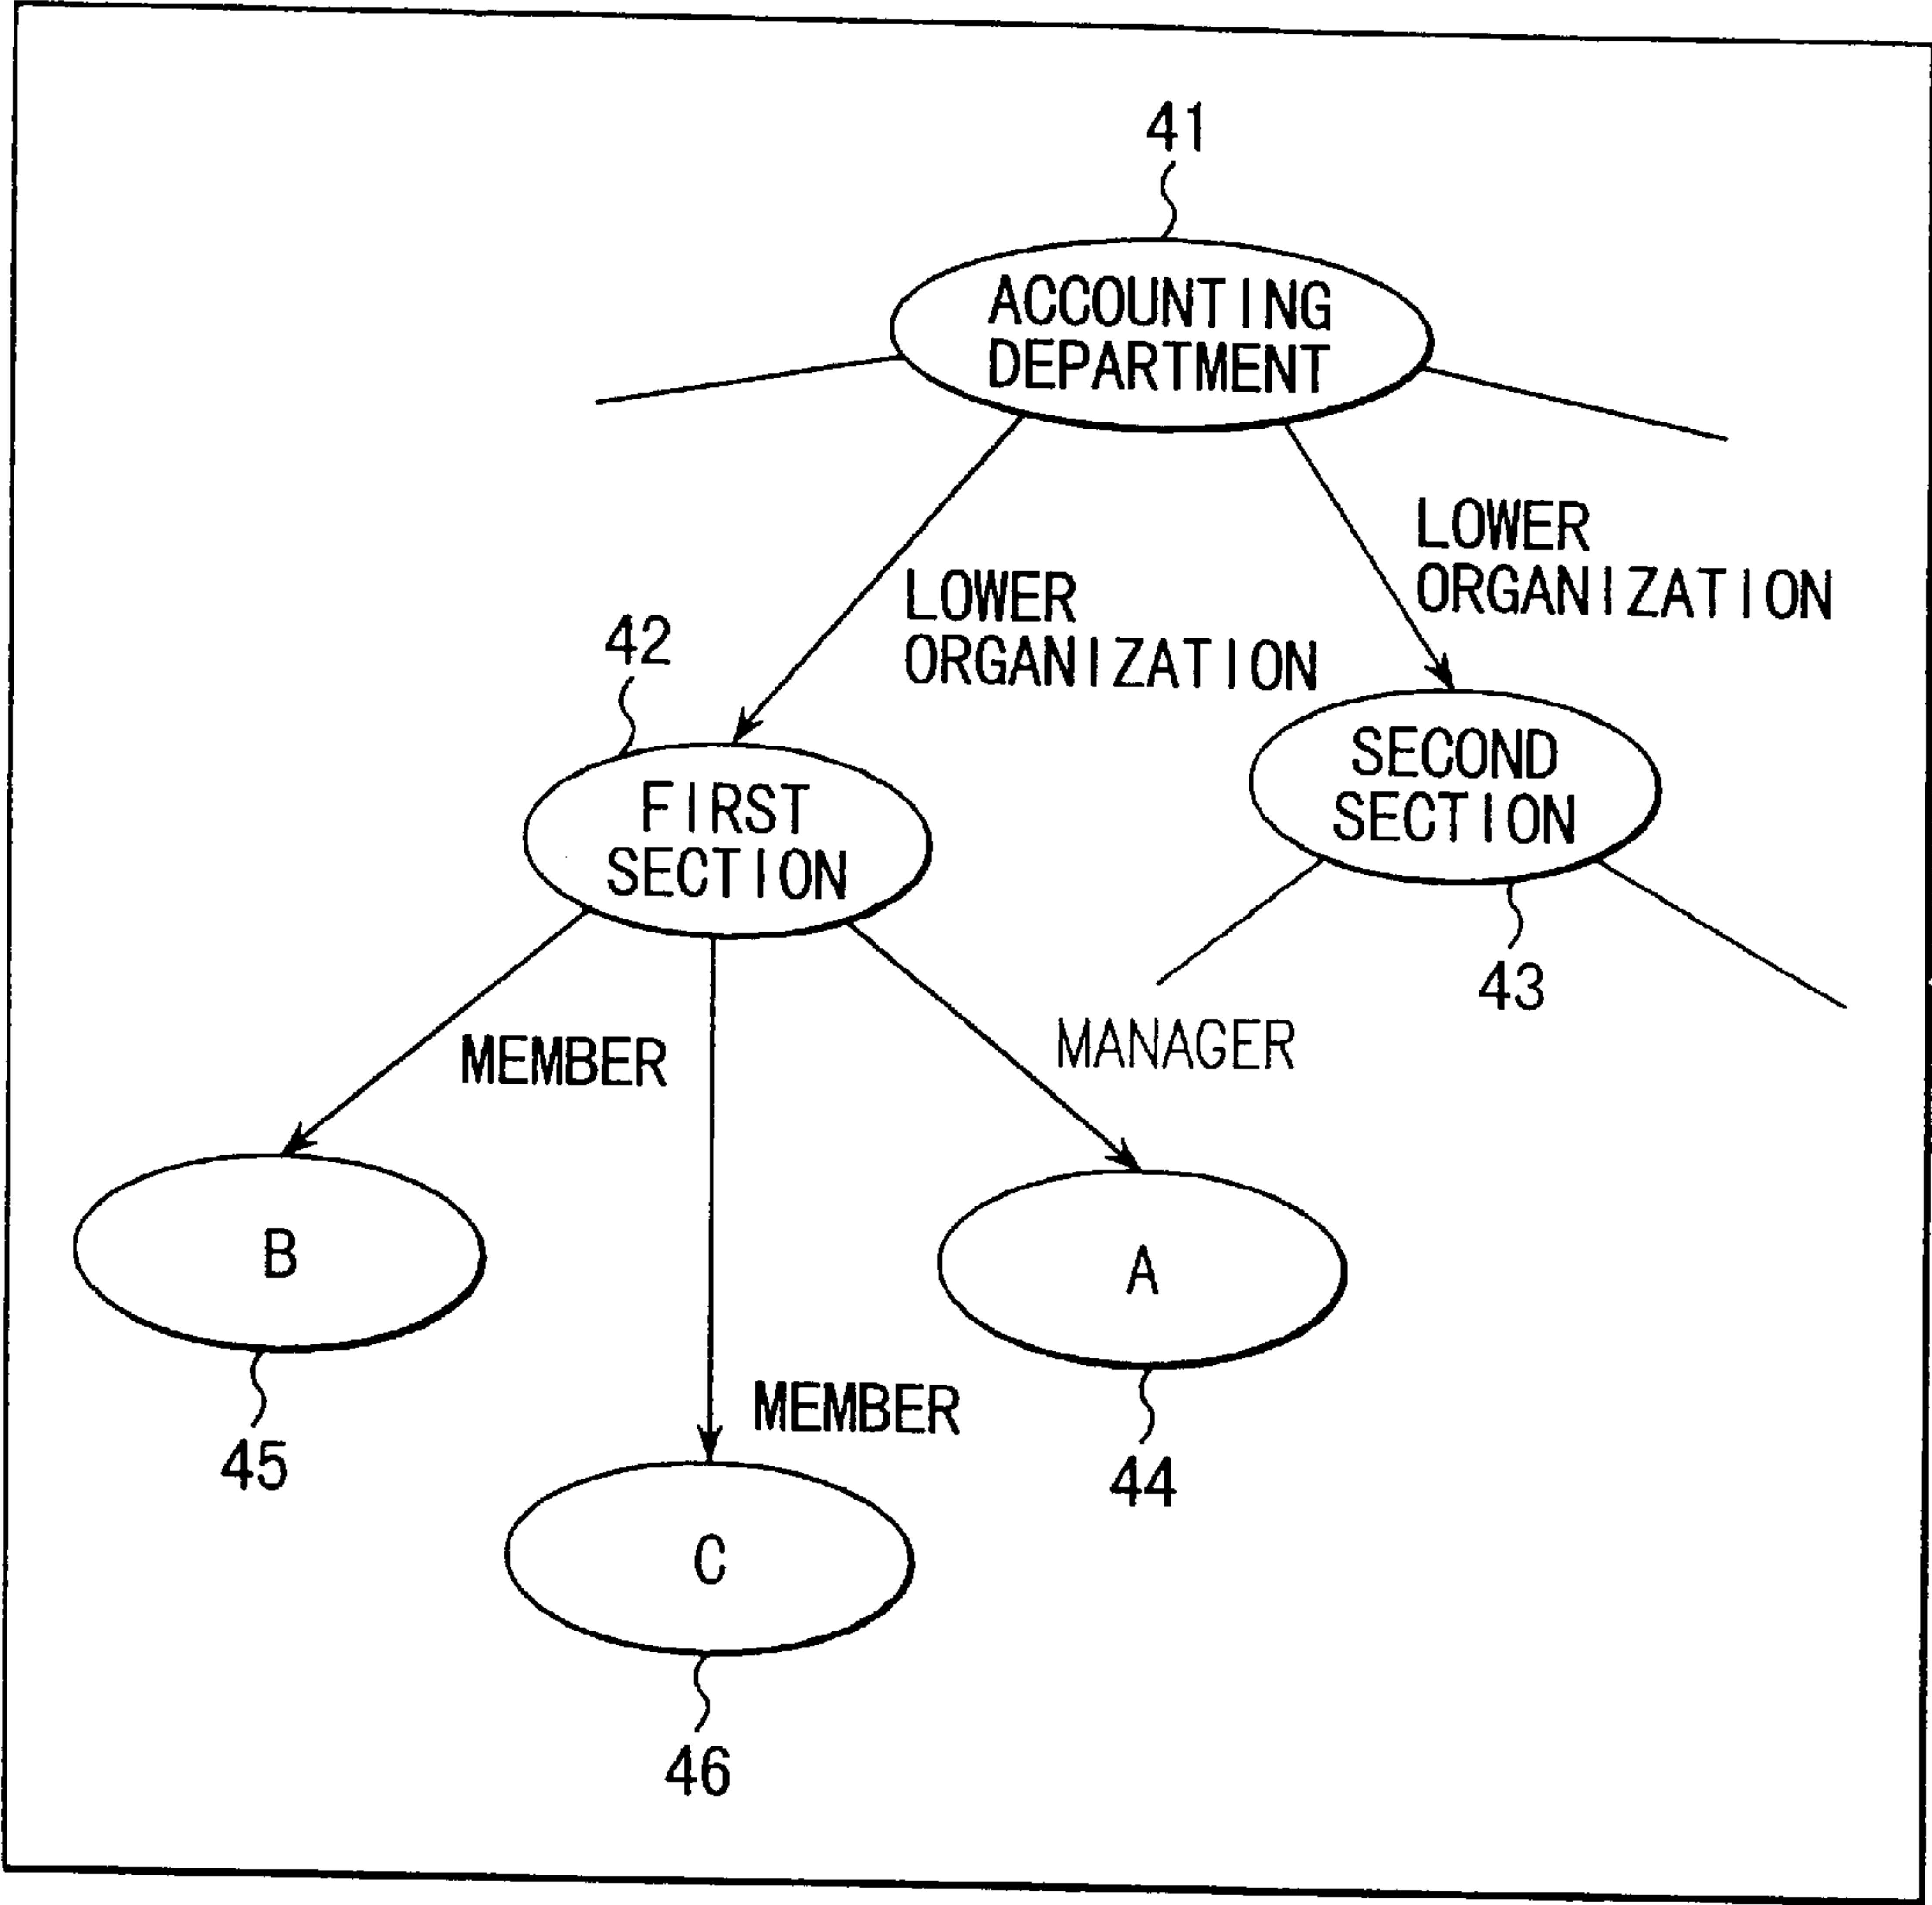 41
ACCOUNTING
DEPARTMENT
LOWER
ORGANIZATION
LOWER
ORGANIZATION
42
FIRST
SECTION
SECOND
SECTION
43
MEMBER
MANAGER
B
A
MEMBER
45
44
C
46